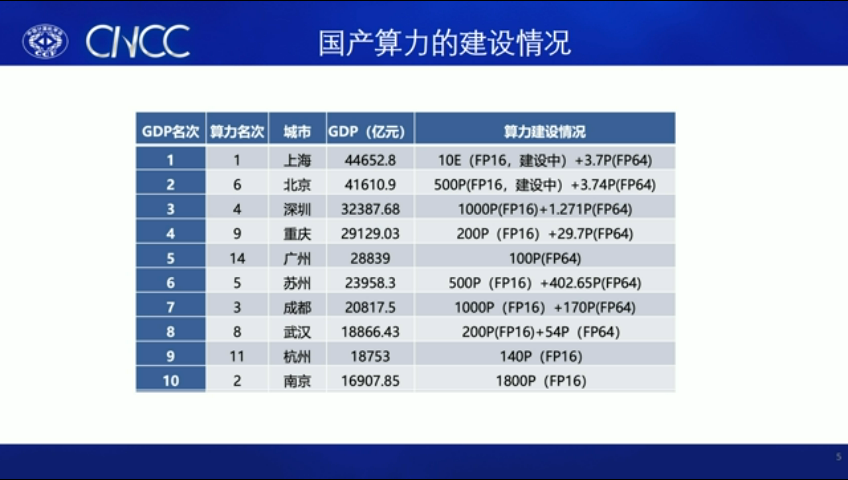 CNCC
国产算力的建设情况
CCF
GDP名次 算力名次 城市 GDP（亿元） 算力建设情况
1 1 上海 44652.8 10E（FP16，建设中）+3.7P(FP64)
2 6 北京 41610.9 500P(FP16，建设中）+3.74P(FP64)
3 4 深圳 32387.68 1000P(FP16)+1.271P(FP64)
4 9 重庆 29129.03 200P（FP16）+29.7P(FP64)
5 14 广州 28839 100P(FP64)
6 5 苏州 23958.3 500P（FP16）+402.65P(FP64)
7 3 成都 20817.5 1000P（FP16）+170P(FP64)
8 8 武汉 18866.43 200P(FP16)+54P（FP64）
9 11 杭州 18753 140P（FP16）
10 2 南京 16907.85 1800P（FP16）
5